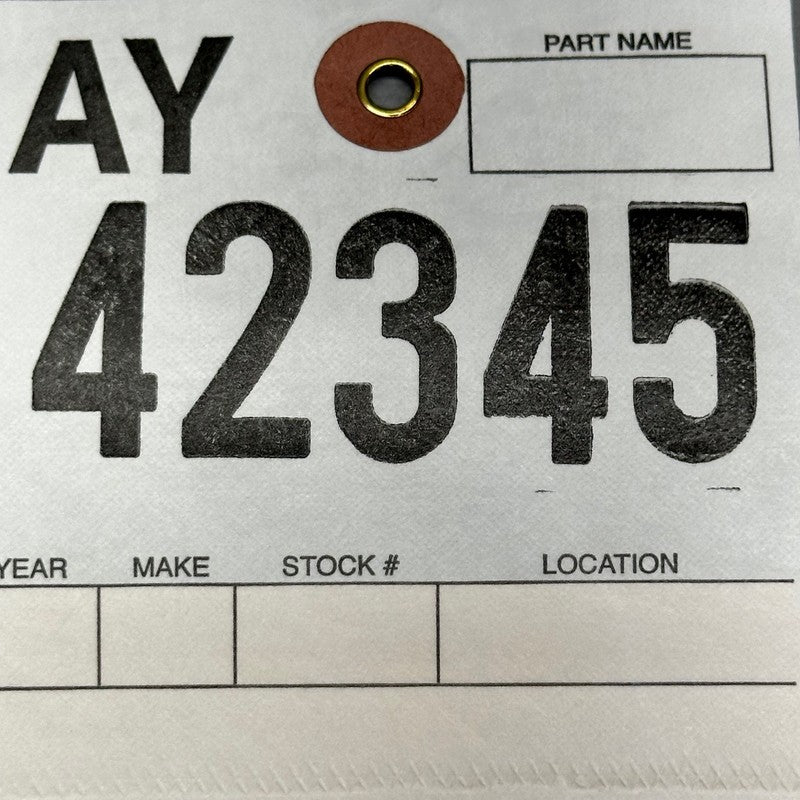 AY
PART NAME
42345
YEAR MAKE STOCK # LOCATION